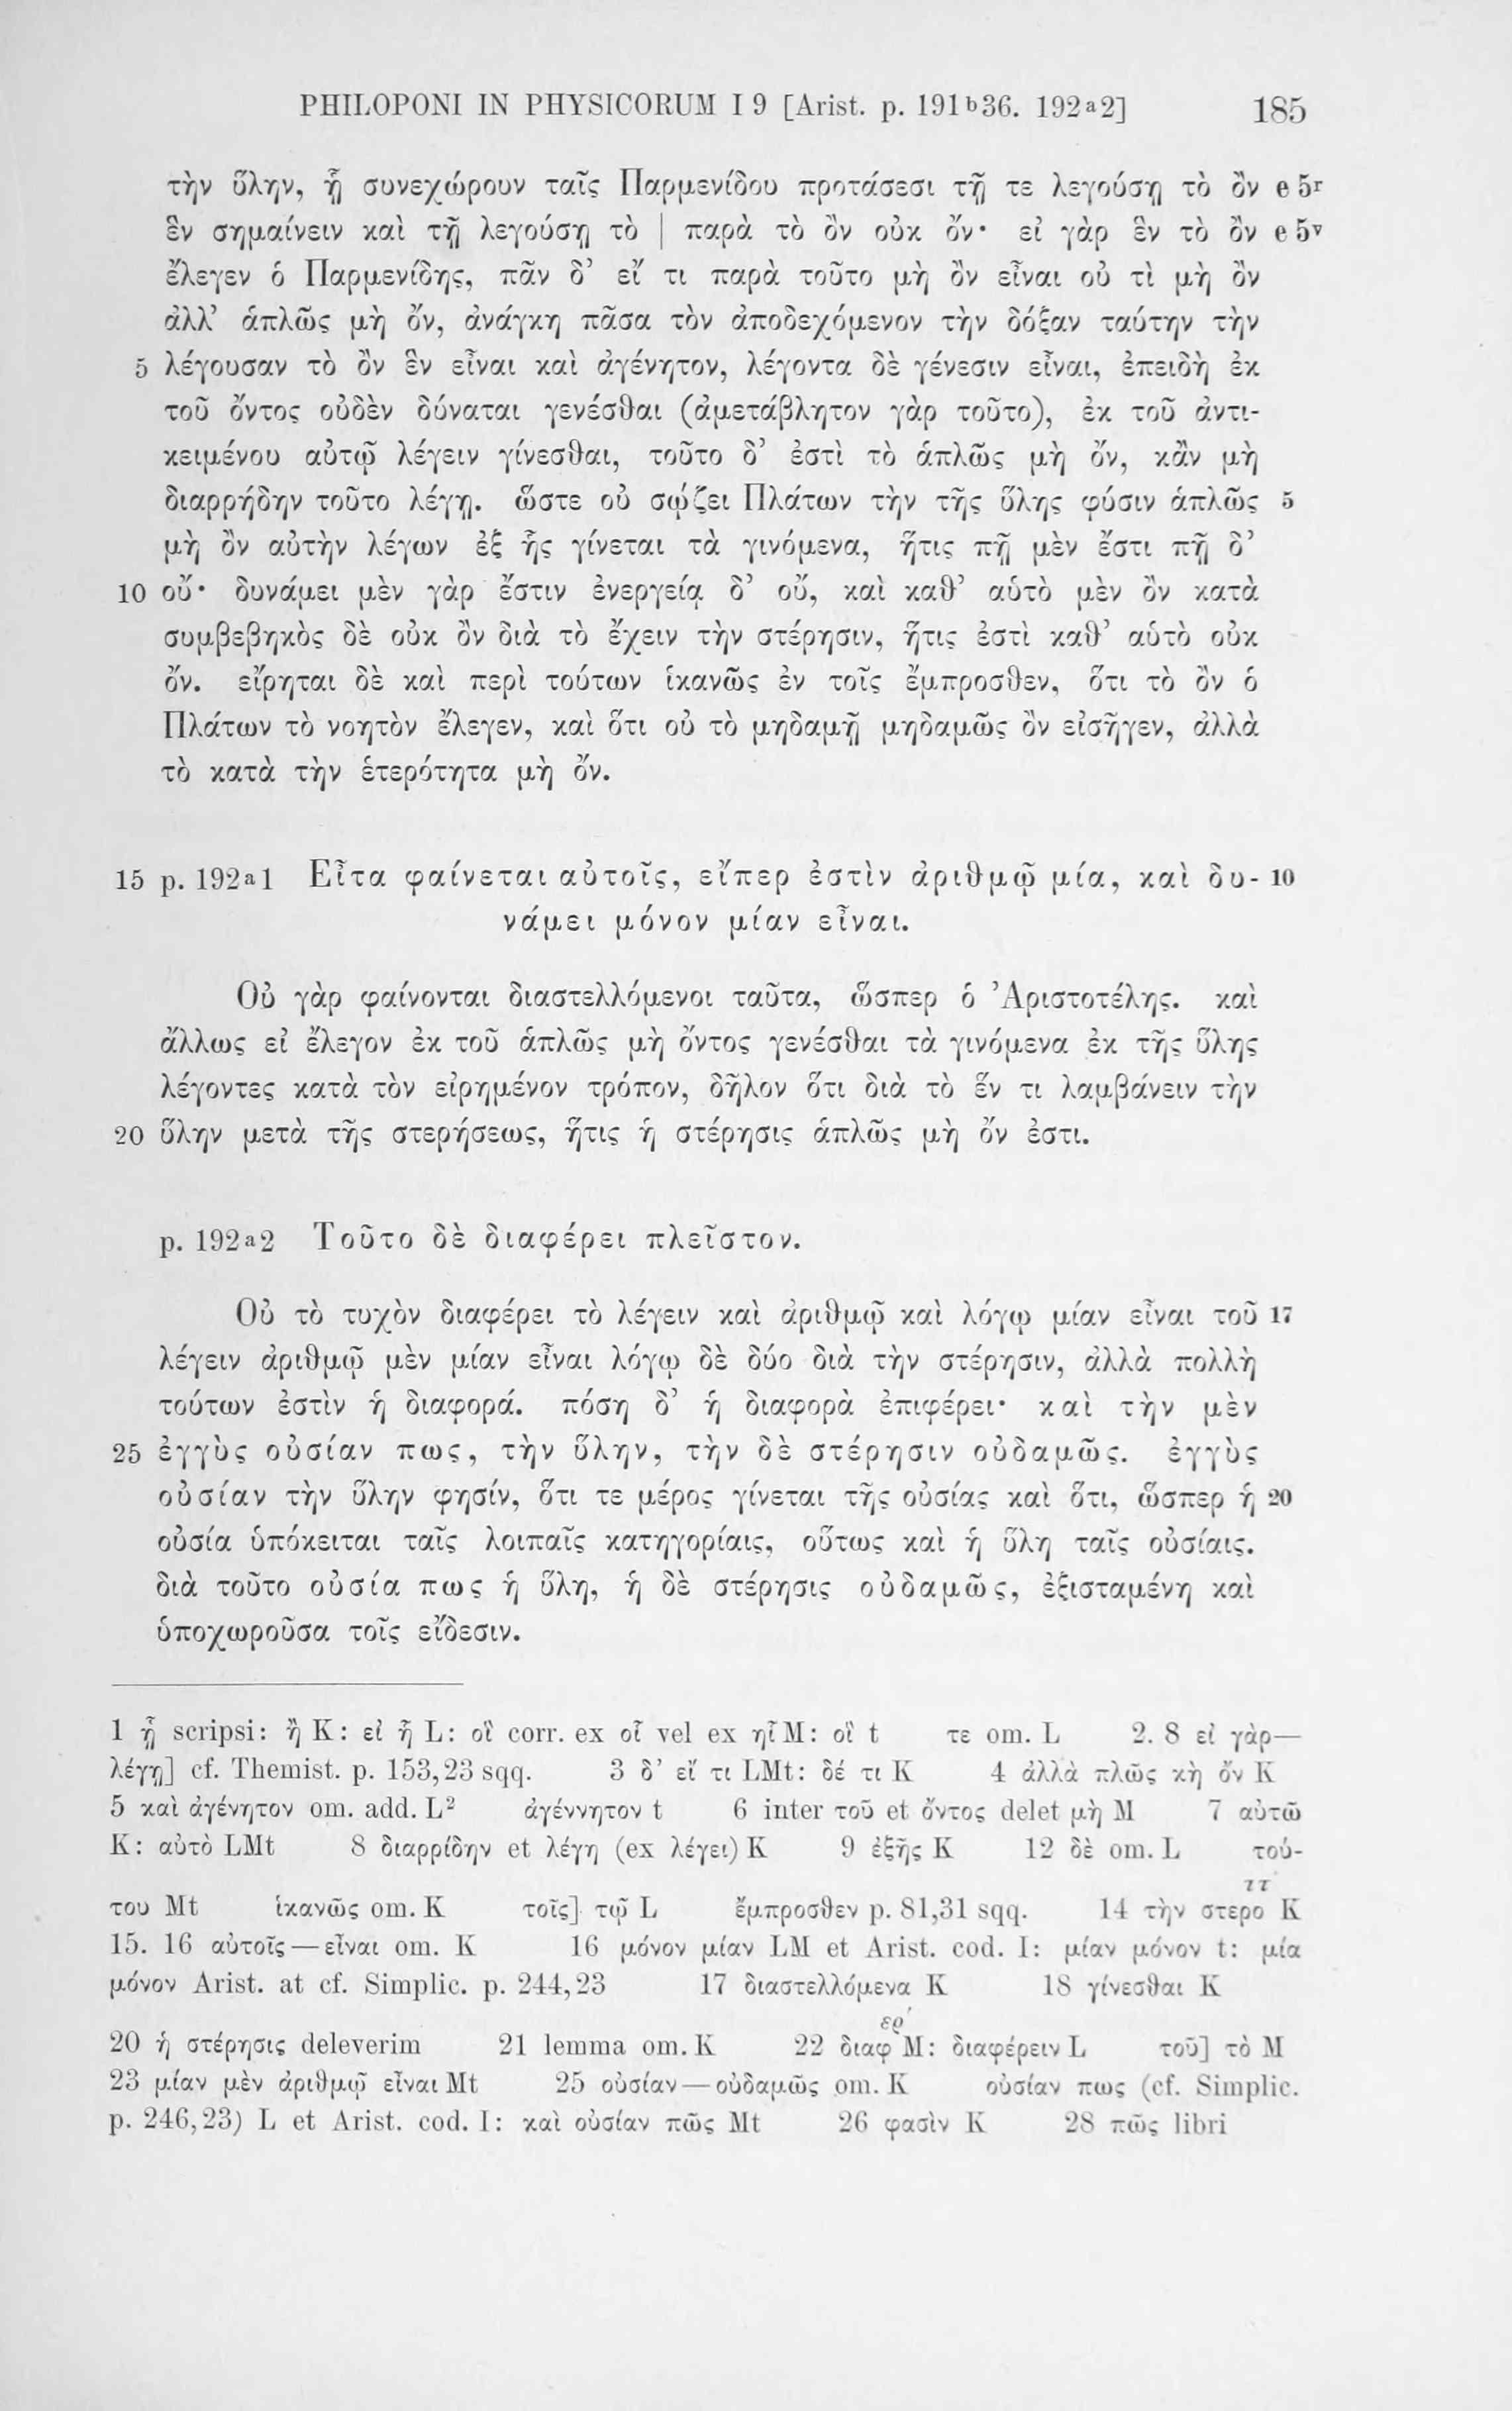 PHILOPONI IN PHYSICORUM I 9 [Arist. p. 191ᵇ36. 192ᵃ2] 185
τὴν ὕλην, ᾗ συνεχώρουν ταῖς Παρμενίδου προτάσεσι τῇ τε λεγούσῃ τὸ ὂν e 5ʳ
ἓν σημαίνειν καὶ τῇ λεγούσῃ τὸ | παρὰ τὸ ὂν οὐκ ὄν· εἰ γὰρ ἓν τὸ ὂν e 5ᵛ
ἔλεγεν ὁ Παρμενίδης, πᾶν δ’ εἴ τι παρὰ τοῦτο μὴ ὂν εἶναι οὐ τὶ μὴ ὂν
ἀλλ’ ἁπλῶς μὴ ὄν, ἀνάγκη πᾶσα τὸν ἀποδεχόμενον τὴν δόξαν ταύτην τὴν
5 λέγουσαν τὸ ὂν ἓν εἶναι καὶ ἀγένητον, λέγοντα δὲ γένεσιν εἶναι, ἐπειδὴ ἐκ
τοῦ ὄντος οὐδὲν δύναται γενέσθαι (ἀμετάβλητον γὰρ τοῦτο), ἐκ τοῦ ἀντι-
κειμένου αὐτῷ λέγειν γίνεσθαι, τοῦτο δ’ ἐστὶ τὸ ἁπλῶς μὴ ὄν, κἂν μὴ
διαρρήδην τοῦτο λέγῃ. ὥστε οὐ σῴζει Πλάτων τὴν τῆς ὕλης φύσιν ἁπλῶς 5
μὴ ὂν αὐτὴν λέγων ἐξ ἧς γίνεται τὰ γινόμενα, ἥτις πῇ μὲν ἔστι πῇ δ’
10 οὔ· δυνάμει μὲν γὰρ ἔστιν ἐνεργείᾳ δ’ οὔ, καὶ καθ’ αὑτὸ μὲν ὂν κατὰ
συμβεβηκὸς δὲ οὐκ ὂν διὰ τὸ ἔχειν τὴν στέρησιν, ἥτις ἐστὶ καθ’ αὑτὸ οὐκ
ὄν. εἴρηται δὲ καὶ περὶ τούτων ἱκανῶς ἐν τοῖς ἔμπροσθεν, ὅτι τὸ ὂν ὁ
Πλάτων τὸ νοητὸν ἔλεγεν, καὶ ὅτι οὐ τὸ μηδαμῇ μηδαμῶς ὂν εἰσῆγεν, ἀλλὰ
τὸ κατὰ τὴν ἑτερότητα μὴ ὄν.
15 p. 192ᵃ1 Εἶτα φαίνεται αὐτοῖς, εἴπερ ἐστὶν ἀριθμῷ μία, καὶ δυ- 10
νάμει μόνον μίαν εἶναι.
Οὐ γὰρ φαίνονται διαστελλόμενοι ταῦτα, ὥσπερ ὁ Ἀριστοτέλης. καὶ
ἄλλως εἰ ἔλεγον ἐκ τοῦ ἁπλῶς μὴ ὄντος γενέσθαι τὰ γινόμενα ἐκ τῆς ὕλης
λέγοντες κατὰ τὸν εἰρημένον τρόπον, δῆλον ὅτι διὰ τὸ ἕν τι λαμβάνειν τὴν
20 ὕλην μετὰ τῆς στερήσεως, ἥτις ἡ στέρησις ἁπλῶς μὴ ὄν ἐστι.
p. 192ᵃ2 Τοῦτο δὲ διαφέρει πλεῖστον.
Οὐ τὸ τυχὸν διαφέρει τὸ λέγειν καὶ ἀριθμῷ καὶ λόγῳ μίαν εἶναι τοῦ 17
λέγειν ἀριθμῷ μὲν μίαν εἶναι λόγῳ δὲ δύο διὰ τὴν στέρησιν, ἀλλὰ πολλὴ
τούτων ἐστὶν ἡ διαφορά. πόση δ’ ἡ διαφορὰ ἐπιφέρει· καὶ τὴν μὲν
25 ἐγγὺς οὐσίαν πως, τὴν ὕλην, τὴν δὲ στέρησιν οὐδαμῶς. ἐγγὺς
οὐσίαν τὴν ὕλην φησίν, ὅτι τε μέρος γίνεται τῆς οὐσίας καὶ ὅτι, ὥσπερ ἡ 20
οὐσία ὑπόκειται ταῖς λοιπαῖς κατηγορίαις, οὕτως καὶ ἡ ὕλη ταῖς οὐσίαις.
διὰ τοῦτο οὐσία πως ἡ ὕλη, ἡ δὲ στέρησις οὐδαμῶς, ἐξισταμένη καὶ
ὑποχωροῦσα τοῖς εἴδεσιν.
1 ᾗ scripsi: ἢ K: εἰ ἦ L: οἳ corr. ex οἷ vel ex ηἷ M: οἳ t τε om. L 2. 8 εἰ γὰρ—
λέγῃ] cf. Themist. p. 153,23 sqq. 3 δ’ εἴ τι LMt: δέ τι K 4 ἀλλὰ πλῶς κὴ ὄν K
5 καὶ ἀγένητον om. add. L² ἀγέννητον t 6 inter τοῦ et ὄντος delet μὴ M 7 αὐτῶ
K: αὐτὸ LMt 8 διαρρίδην et λέγη (ex λέγει) K 9 ἐξῆς K 12 δὲ om. L τού-
του Mt ἱκανῶς om. K τοῖς] τῷ L ἔμπροσθεν p. 81,31 sqq. 14 τὴν στερο^ττ K
15. 16 αὐτοῖς—εἶναι om. K 16 μόνον μίαν LM et Arist. cod. I: μίαν μόνον t: μία
μόνον Arist. at cf. Simplic. p. 244,23 17 διαστελλόμενα K 18 γίνεσθαι K
20 ἡ στέρησις deleverim 21 lemma om. K 22 διαφ^ερ́ M: διαφέρειν L τοῦ] τὸ M
23 μίαν μὲν ἀριθμῷ εἶναι Mt 25 οὐσίαν—οὐδαμῶς om. K οὐσίαν πως (cf. Simplic.
p. 246,23) L et Arist. cod. I: καὶ οὐσίαν πῶς Mt 26 φασὶν K 28 πῶς libri